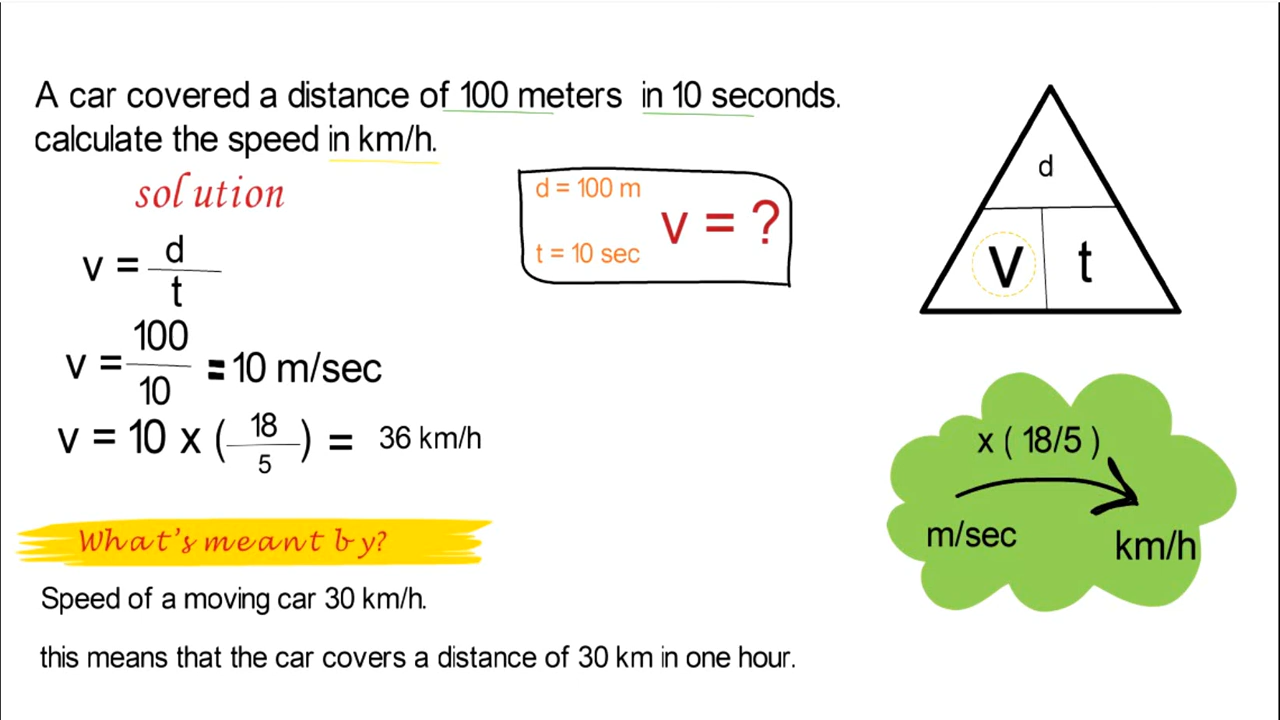 A car covered a distance of 100 meters in 10 seconds.
calculate the speed in km/h.
solution
d = 100 m
v = ?
t = 10 sec
v = d
t
v = 100
10
= 10 m/sec
v = 10 x ( 18
5
) = 36 km/h
d
v t
x ( 18/5 )
m/sec
km/h
What's meant by?
Speed of a moving car 30 km/h.
this means that the car covers a distance of 30 km in one hour.